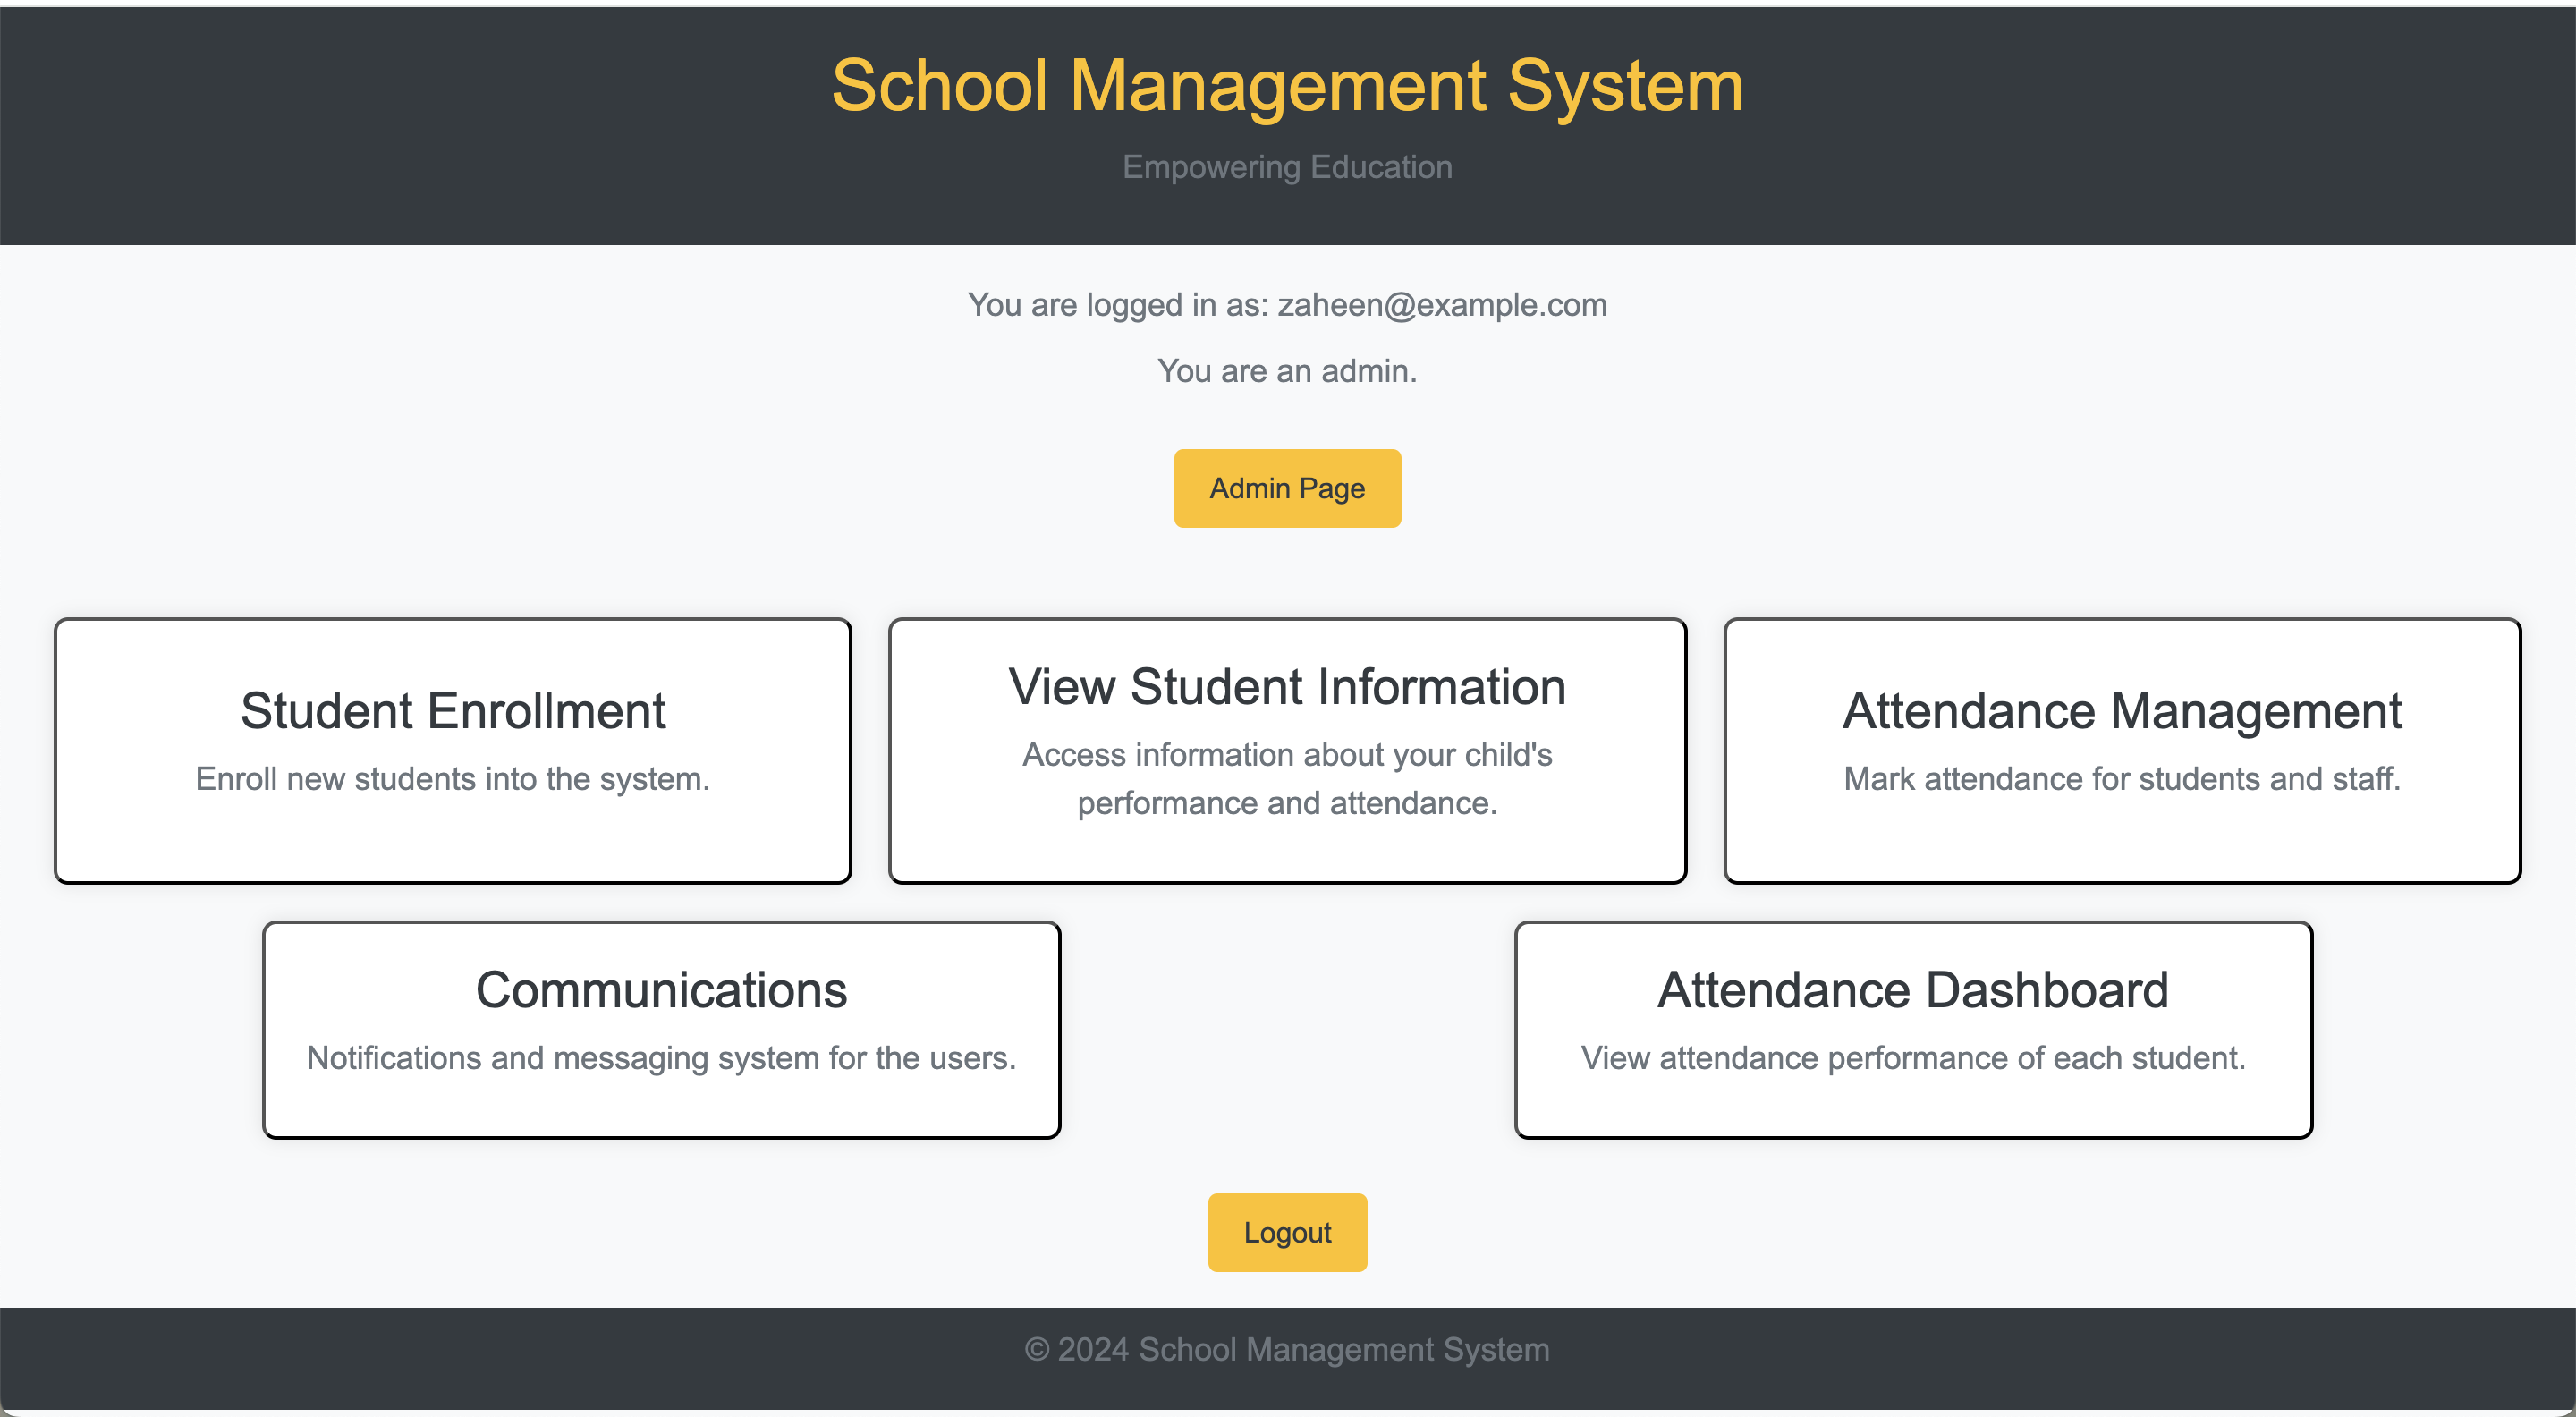 School Management System
Empowering Education
You are logged in as: zaheen@example.com
You are an admin.
Admin Page
Student Enrollment
Enroll new students into the system.
View Student Information
Access information about your child's
performance and attendance.
Attendance Management
Mark attendance for students and staff.
Communications
Notifications and messaging system for the users.
Attendance Dashboard
View attendance performance of each student.
Logout
© 2024 School Management System